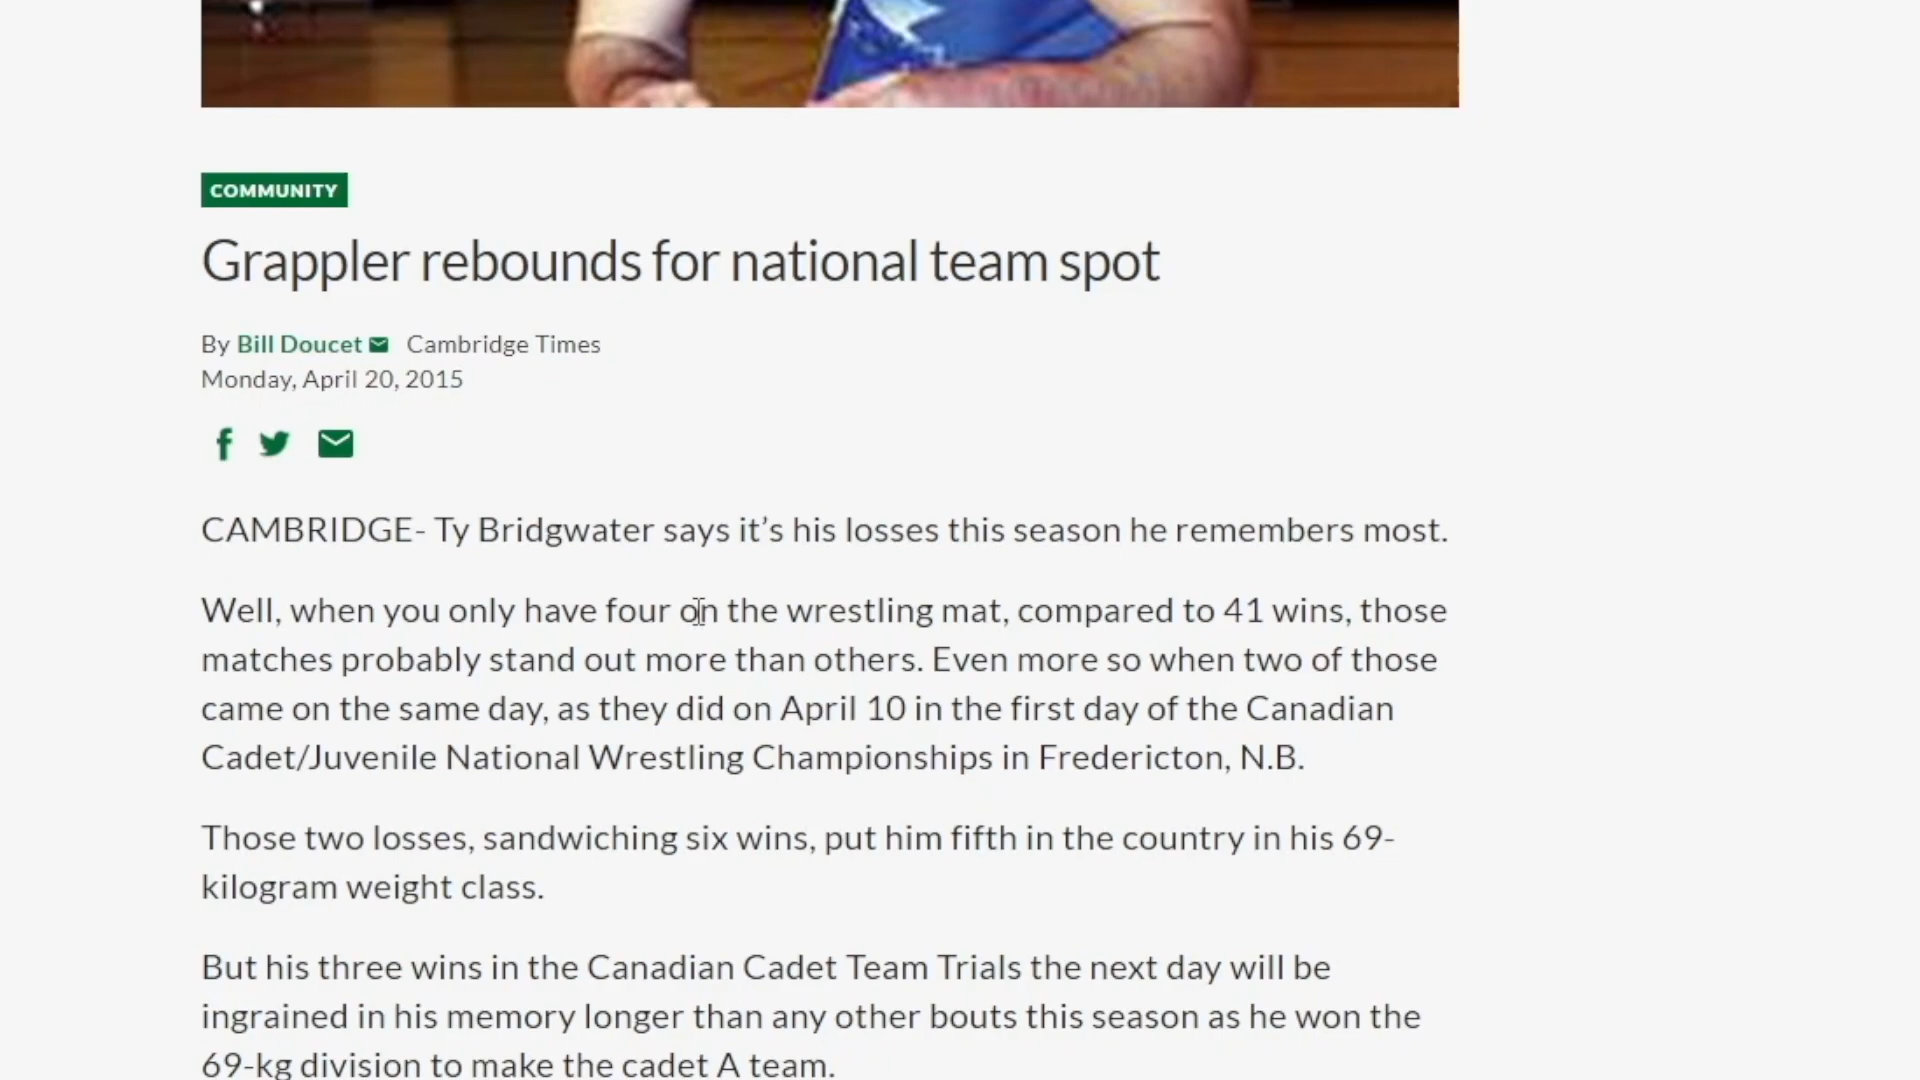 COMMUNITY
Grappler rebounds for national team spot
By Bill Doucet Cambridge Times
Monday, April 20, 2015
CAMBRIDGE- Ty Bridgwater says it’s his losses this season he remembers most.
Well, when you only have four on the wrestling mat, compared to 41 wins, those
matches probably stand out more than others. Even more so when two of those
came on the same day, as they did on April 10 in the first day of the Canadian
Cadet/Juvenile National Wrestling Championships in Fredericton, N.B.
Those two losses, sandwiching six wins, put him fifth in the country in his 69-
kilogram weight class.
But his three wins in the Canadian Cadet Team Trials the next day will be
ingrained in his memory longer than any other bouts this season as he won the
69-kg division to make the cadet A team.